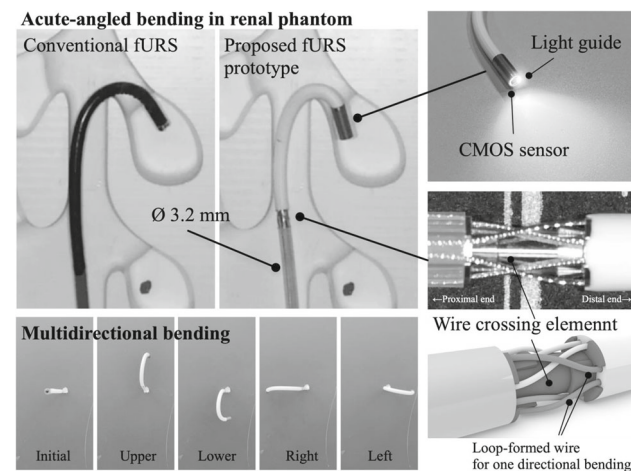 Acute-angled bending in renal phantom
Conventional fURS
Proposed fURS
prototype
Ø 3.2 mm
Light guide
CMOS sensor
←Proximal end
Distal end→
Wire crossing elemennt
Loop-formed wire
for one directional bending
Multidirectional bending
Initial
Upper
Lower
Right
Left